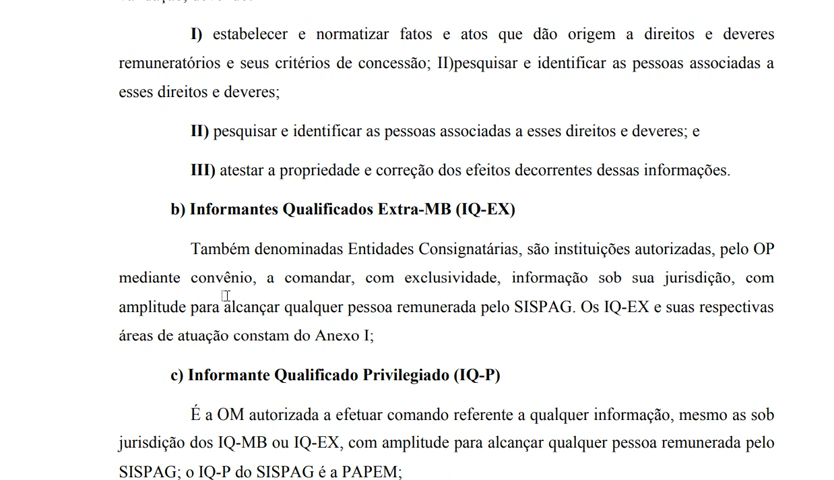 I) estabelecer e normatizar fatos e atos que dão origem a direitos e deveres
remuneratórios e seus critérios de concessão; II)pesquisar e identificar as pessoas associadas a
esses direitos e deveres;
II) pesquisar e identificar as pessoas associadas a esses direitos e deveres; e
III) atestar a propriedade e correção dos efeitos decorrentes dessas informações.
b) Informantes Qualificados Extra-MB (IQ-EX)
Também denominadas Entidades Consignatárias, são instituições autorizadas, pelo OP
mediante convênio, a comandar, com exclusividade, informação sob sua jurisdição, com
amplitude para alcançar qualquer pessoa remunerada pelo SISPAG. Os IQ-EX e suas respectivas
áreas de atuação constam do Anexo I;
c) Informante Qualificado Privilegiado (IQ-P)
É a OM autorizada a efetuar comando referente a qualquer informação, mesmo as sob
jurisdição dos IQ-MB ou IQ-EX, com amplitude para alcançar qualquer pessoa remunerada pelo
SISPAG; o IQ-P do SISPAG é a PAPEM;